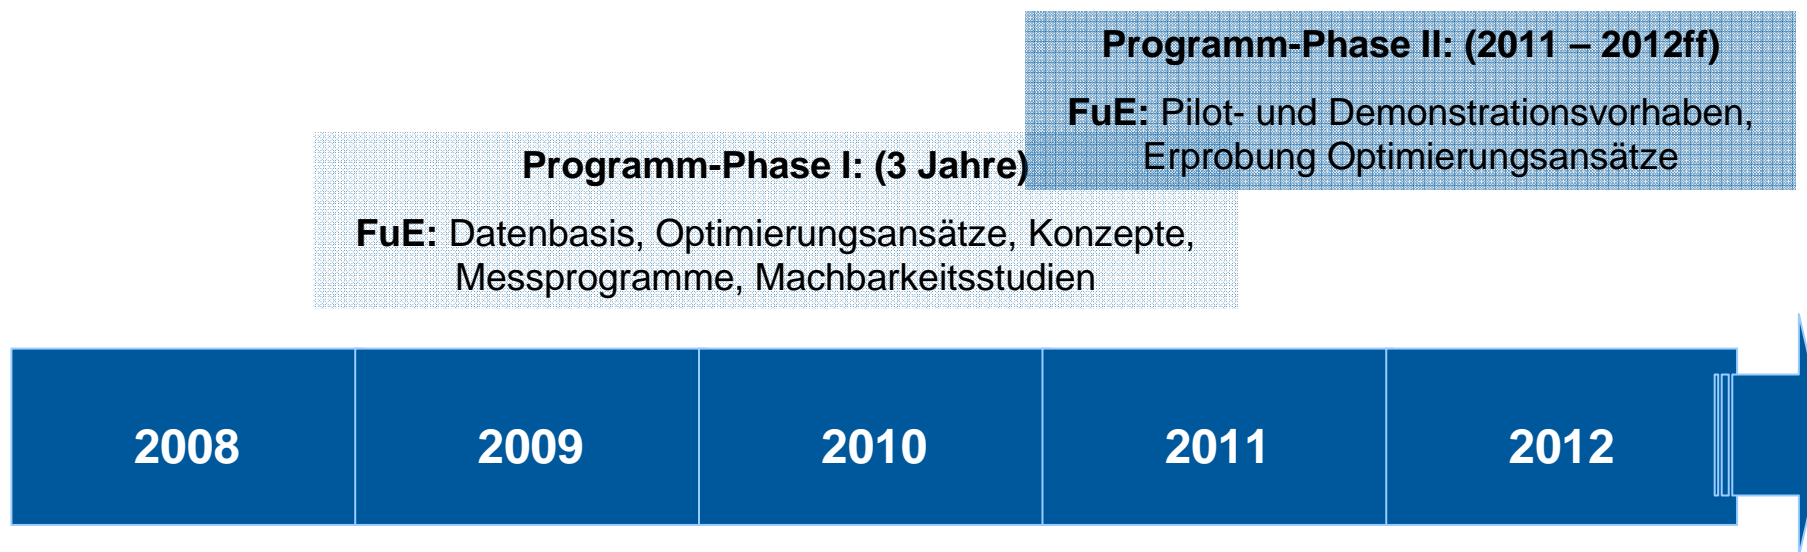 Programm-Phase II: (2011 – 2012ff)
FuE: Pilot- und Demonstrationsvorhaben,
Erprobung Optimierungsansätze
Programm-Phase I: (3 Jahre)
FuE: Datenbasis, Optimierungsansätze, Konzepte,
Messprogramme, Machbarkeitsstudien
2008 2009 2010 2011 2012